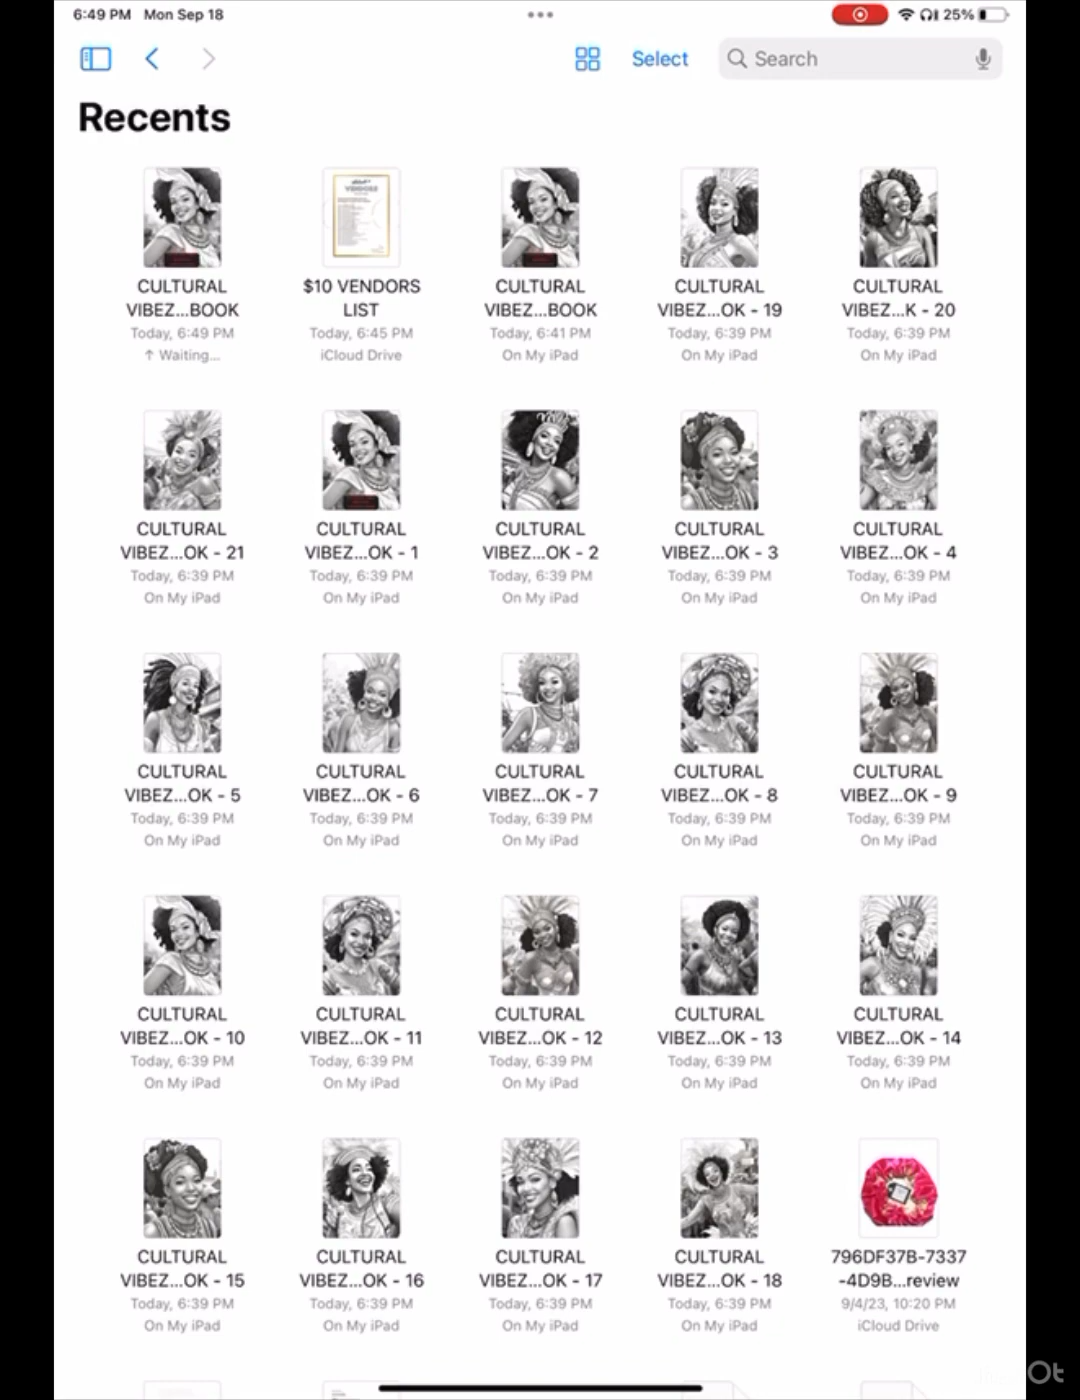 6:49 PM Mon Sep 18
25%
Select
Search
Recents
CULTURAL
VIBEZ...BOOK
Today, 6:49 PM
↑ Waiting...
$10 VENDORS
LIST
Today, 6:45 PM
iCloud Drive
CULTURAL
VIBEZ...BOOK
Today, 6:41 PM
On My iPad
CULTURAL
VIBEZ...OK - 19
Today, 6:39 PM
On My iPad
CULTURAL
VIBEZ...K - 20
Today, 6:39 PM
On My iPad
CULTURAL
VIBEZ...OK - 21
Today, 6:39 PM
On My iPad
CULTURAL
VIBEZ...OK - 1
Today, 6:39 PM
On My iPad
CULTURAL
VIBEZ...OK - 2
Today, 6:39 PM
On My iPad
CULTURAL
VIBEZ...OK - 3
Today, 6:39 PM
On My iPad
CULTURAL
VIBEZ...OK - 4
Today, 6:39 PM
On My iPad
CULTURAL
VIBEZ...OK - 5
Today, 6:39 PM
On My iPad
CULTURAL
VIBEZ...OK - 6
Today, 6:39 PM
On My iPad
CULTURAL
VIBEZ...OK - 7
Today, 6:39 PM
On My iPad
CULTURAL
VIBEZ...OK - 8
Today, 6:39 PM
On My iPad
CULTURAL
VIBEZ...OK - 9
Today, 6:39 PM
On My iPad
CULTURAL
VIBEZ...OK - 10
Today, 6:39 PM
On My iPad
CULTURAL
VIBEZ...OK - 11
Today, 6:39 PM
On My iPad
CULTURAL
VIBEZ...OK - 12
Today, 6:39 PM
On My iPad
CULTURAL
VIBEZ...OK - 13
Today, 6:39 PM
On My iPad
CULTURAL
VIBEZ...OK - 14
Today, 6:39 PM
On My iPad
CULTURAL
VIBEZ...OK - 15
Today, 6:39 PM
On My iPad
CULTURAL
VIBEZ...OK - 16
Today, 6:39 PM
On My iPad
CULTURAL
VIBEZ...OK - 17
Today, 6:39 PM
On My iPad
CULTURAL
VIBEZ...OK - 18
Today, 6:39 PM
On My iPad
796DF37B-7337
-4D9B...review
9/4/23, 10:20 PM
iCloud Drive